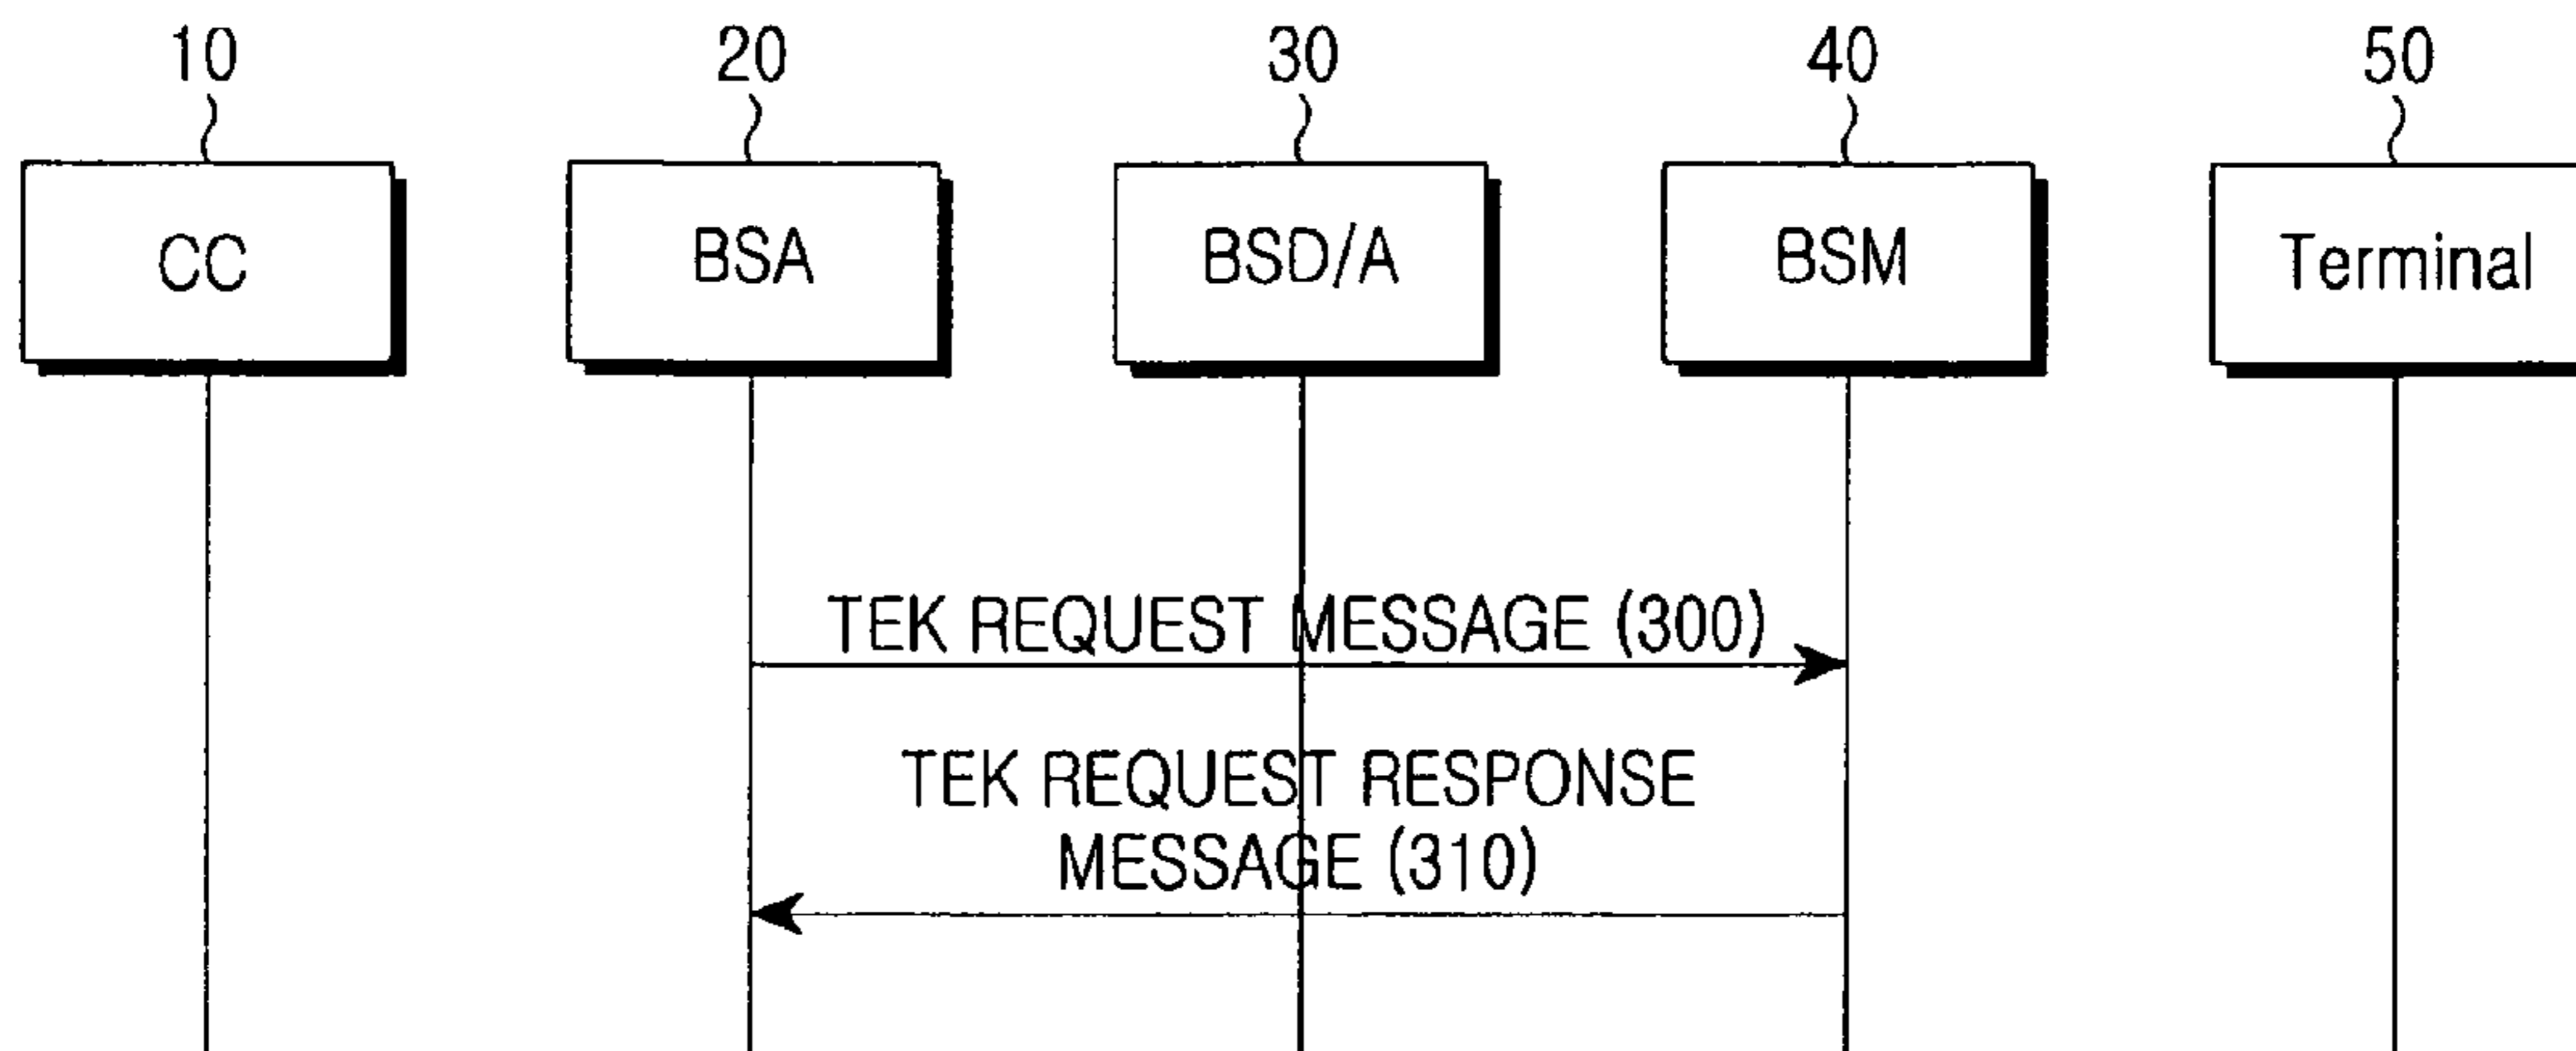 10 20 30 40 50
CC BSA BSD/A BSM Terminal
TEK REQUEST MESSAGE (300)
TEK REQUEST RESPONSE
MESSAGE (310)